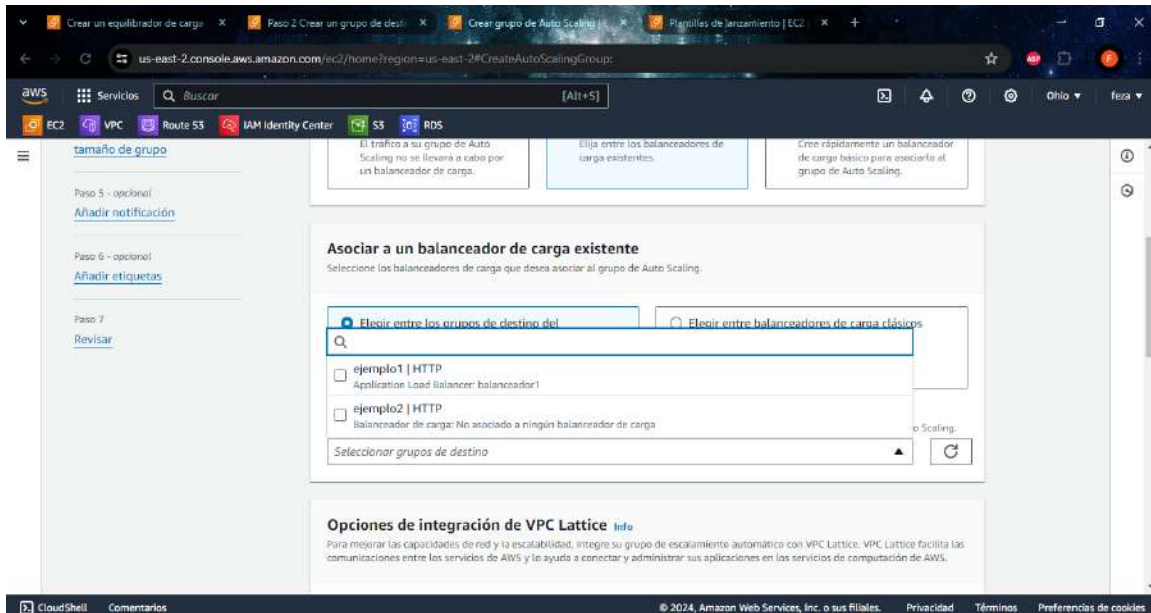 Crear un equilibrador de carga
Paso 2 Crear un grupo de desti
Crear grupo de Auto Scaling | E
Plantillas de lanzamiento | EC2
us-east-2.console.aws.amazon.com/ec2/home?region=us-east-2#CreateAutoScalingGroup:
ABP
F
aws
Servicios
Buscar
[Alt+S]
Ohio
feza
EC2
VPC
Route 53
IAM Identity Center
S3
RDS
tamaño de grupo
Paso 5 - opcional
Añadir notificación
Paso 6 - opcional
Añadir etiquetas
Paso 7
Revisar
El tráfico a su grupo de Auto
Scaling no se llevará a cabo por
un balanceador de carga.
Elija entre los balanceadores de
carga existentes.
Cree rápidamente un balanceador
de carga básico para asociarlo al
grupo de Auto Scaling.
Asociar a un balanceador de carga existente
Seleccione los balanceadores de carga que desea asociar al grupo de Auto Scaling.
Elegir entre los grupos de destino del
Elegir entre balanceadores de carga clásicos
ejemplo1 | HTTP
Application Load Balancer: balanceador1
ejemplo2 | HTTP
Balanceador de carga: No asociado a ningún balanceador de carga
o Scaling.
Seleccionar grupos de destino
Opciones de integración de VPC Lattice Info
Para mejorar las capacidades de red y la escalabilidad, integre su grupo de escalamiento automático con VPC Lattice. VPC Lattice facilita las
comunicaciones entre los servicios de AWS y lo ayuda a conectar y administrar sus aplicaciones en los servicios de computación de AWS.
CloudShell
Comentarios
© 2024, Amazon Web Services, Inc. o sus filiales.
Privacidad
Términos
Preferencias de cookies